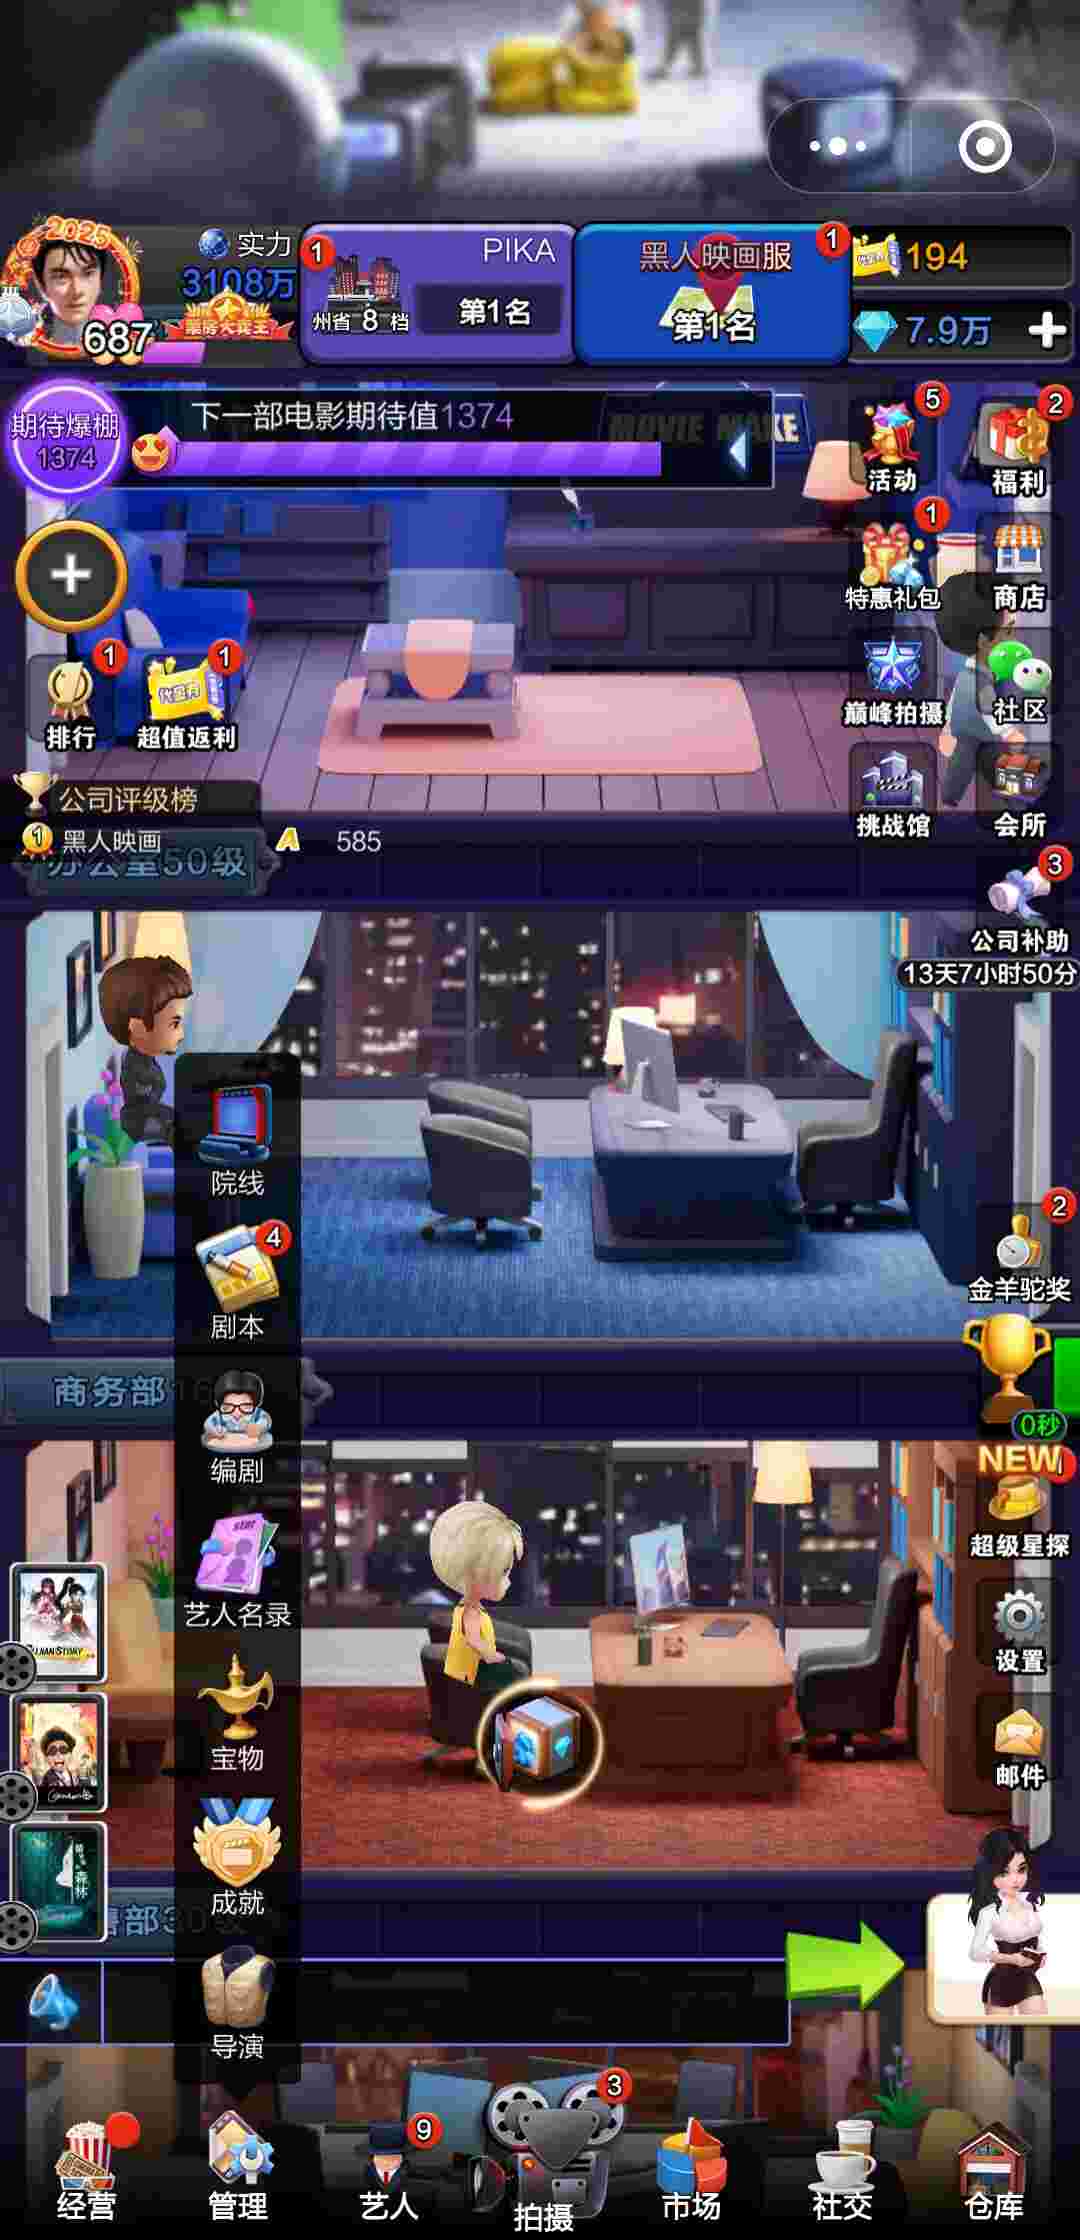 2025
实力
3108万
687
票房大赛王
1
PIKA
州省 8 档
第1名
黑人映画服
第1名
1
194
7.9万
期待爆棚
1374
下一部电影期待值1374
MOVIE MAKE
5
活动
2
福利
1
特惠礼包
商店
1
排行
1
代金券
超值返利
巅峰拍摄
社区
公司评级榜
挑战馆
会所
1
黑人映画
A
585
办公室50级
3
公司补助
13天7小时50分
院线
4
剧本
2
金羊驼奖
商务部
0秒
NEW
编剧
超级星探
STAR
艺人名录
设置
宝物
邮件
成就
森林
导演
经营
管理
9
艺人
3
拍摄
市场
社交
仓库